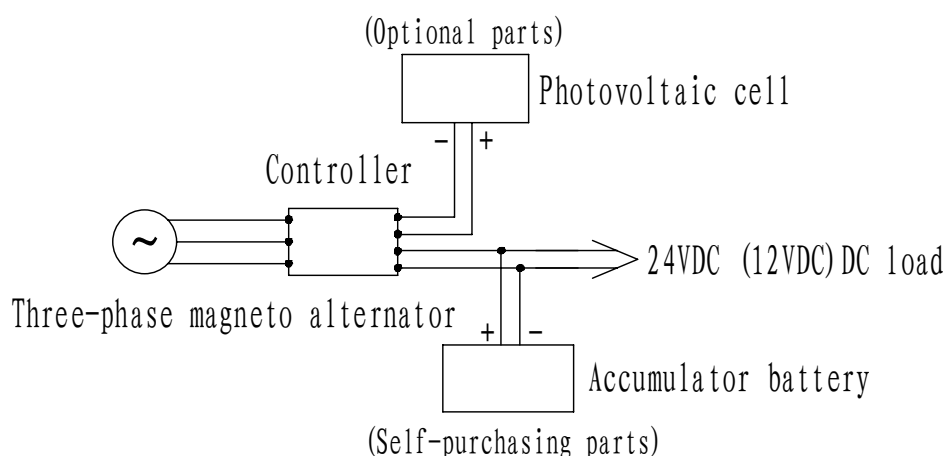 (Optional parts)
Photovoltaic cell
- +
Controller
~
24VDC (12VDC)DC load
Three-phase magneto alternator
+ -
Accumulator battery
(Self-purchasing parts)